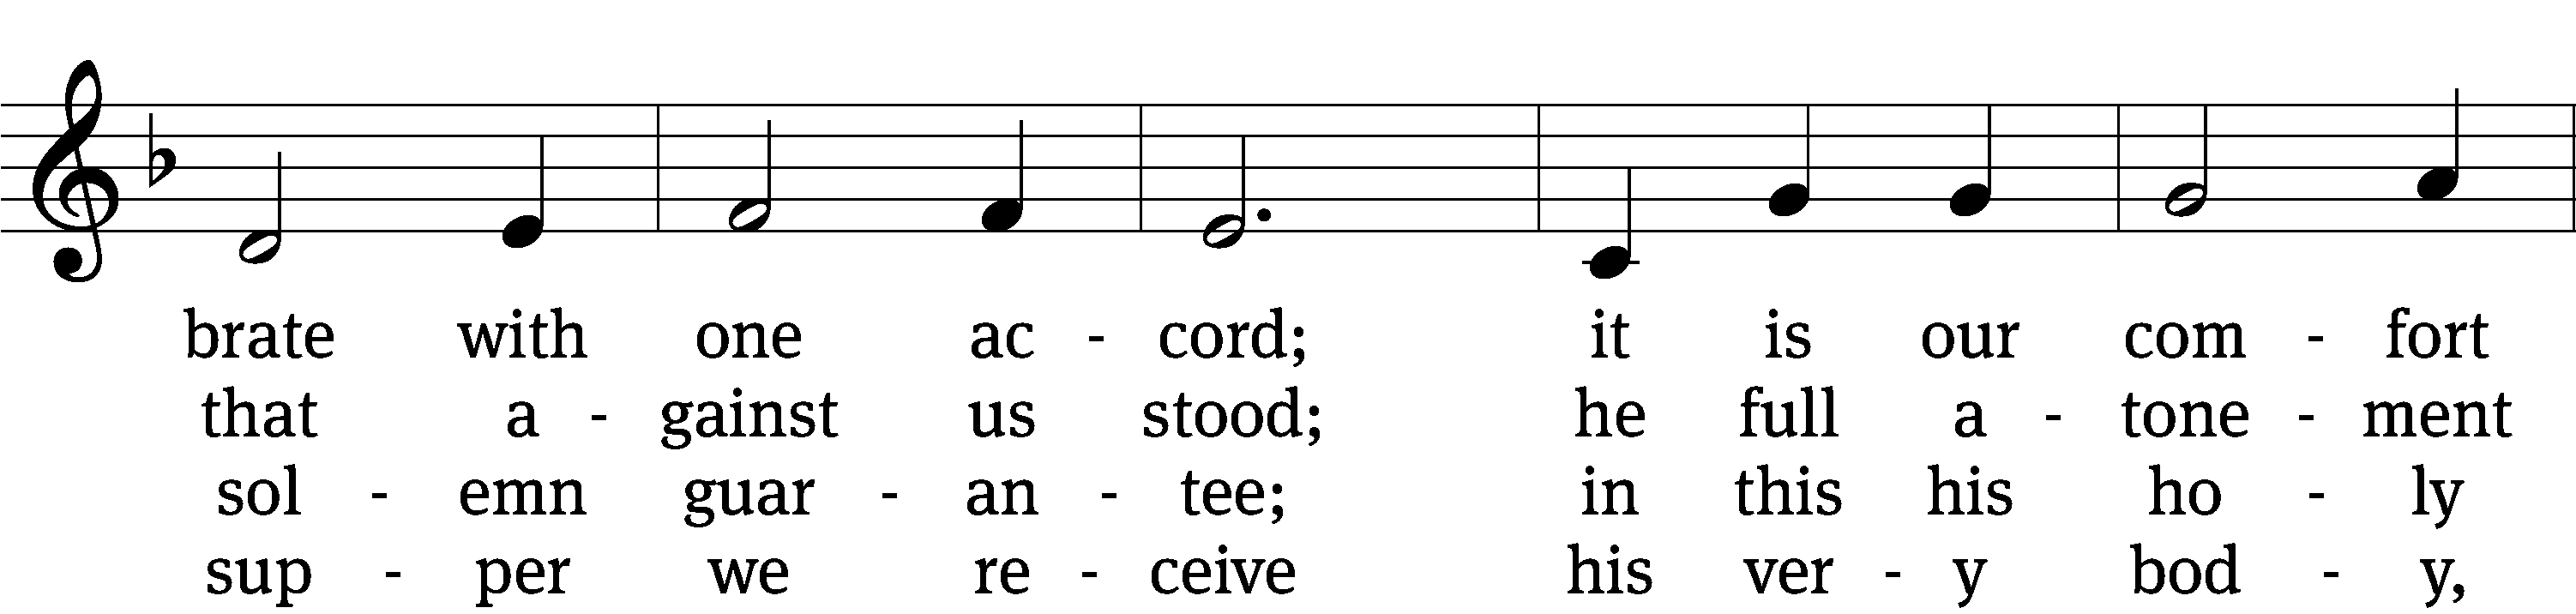 brate with one ac - cord; it is our com - fort
that a - gainst us stood; he full a - tone - ment
sol - emn guar - an - tee; in this his ho - ly
sup - per we re - ceive his ver - y bod - y,